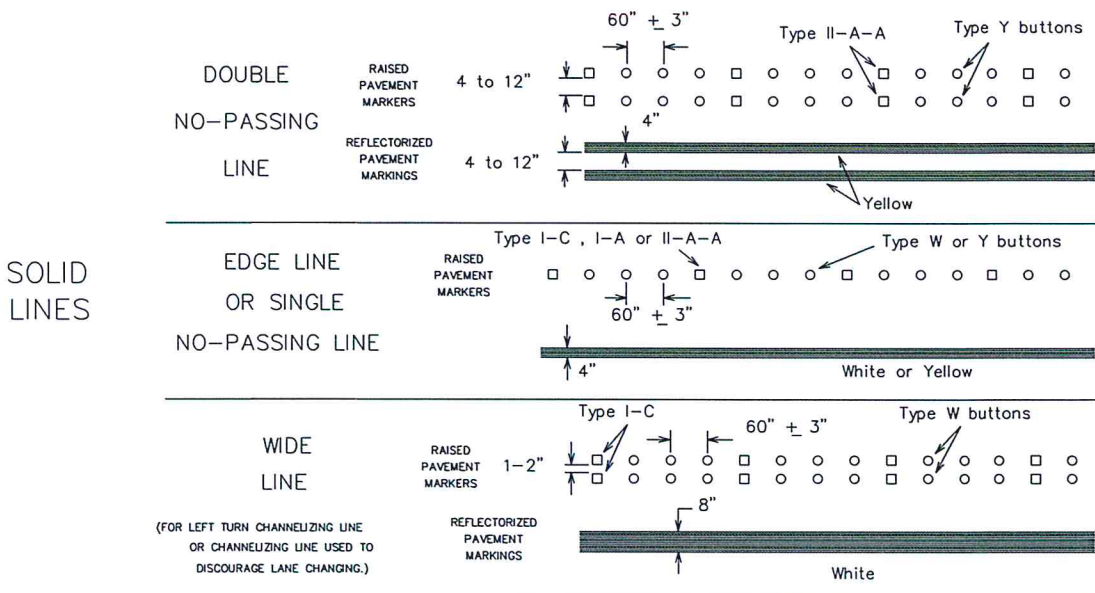 SOLID
LINES
DOUBLE
NO-PASSING
LINE
RAISED
PAVEMENT
MARKERS
4 to 12"
60" ± 3"
Type II-A-A
Type Y buttons
REFLECTORIZED
PAVEMENT
MARKINGS
4 to 12"
4"
Yellow
EDGE LINE
OR SINGLE
NO-PASSING LINE
RAISED
PAVEMENT
MARKERS
Type I-C , I-A or II-A-A
Type W or Y buttons
60" ± 3"
4"
White or Yellow
WIDE
LINE
(FOR LEFT TURN CHANNELIZING LINE
OR CHANNELIZING LINE USED TO
DISCOURAGE LANE CHANGING.)
RAISED
PAVEMENT
MARKERS
1-2"
Type I-C
60" ± 3"
Type W buttons
REFLECTORIZED
PAVEMENT
MARKINGS
8"
White